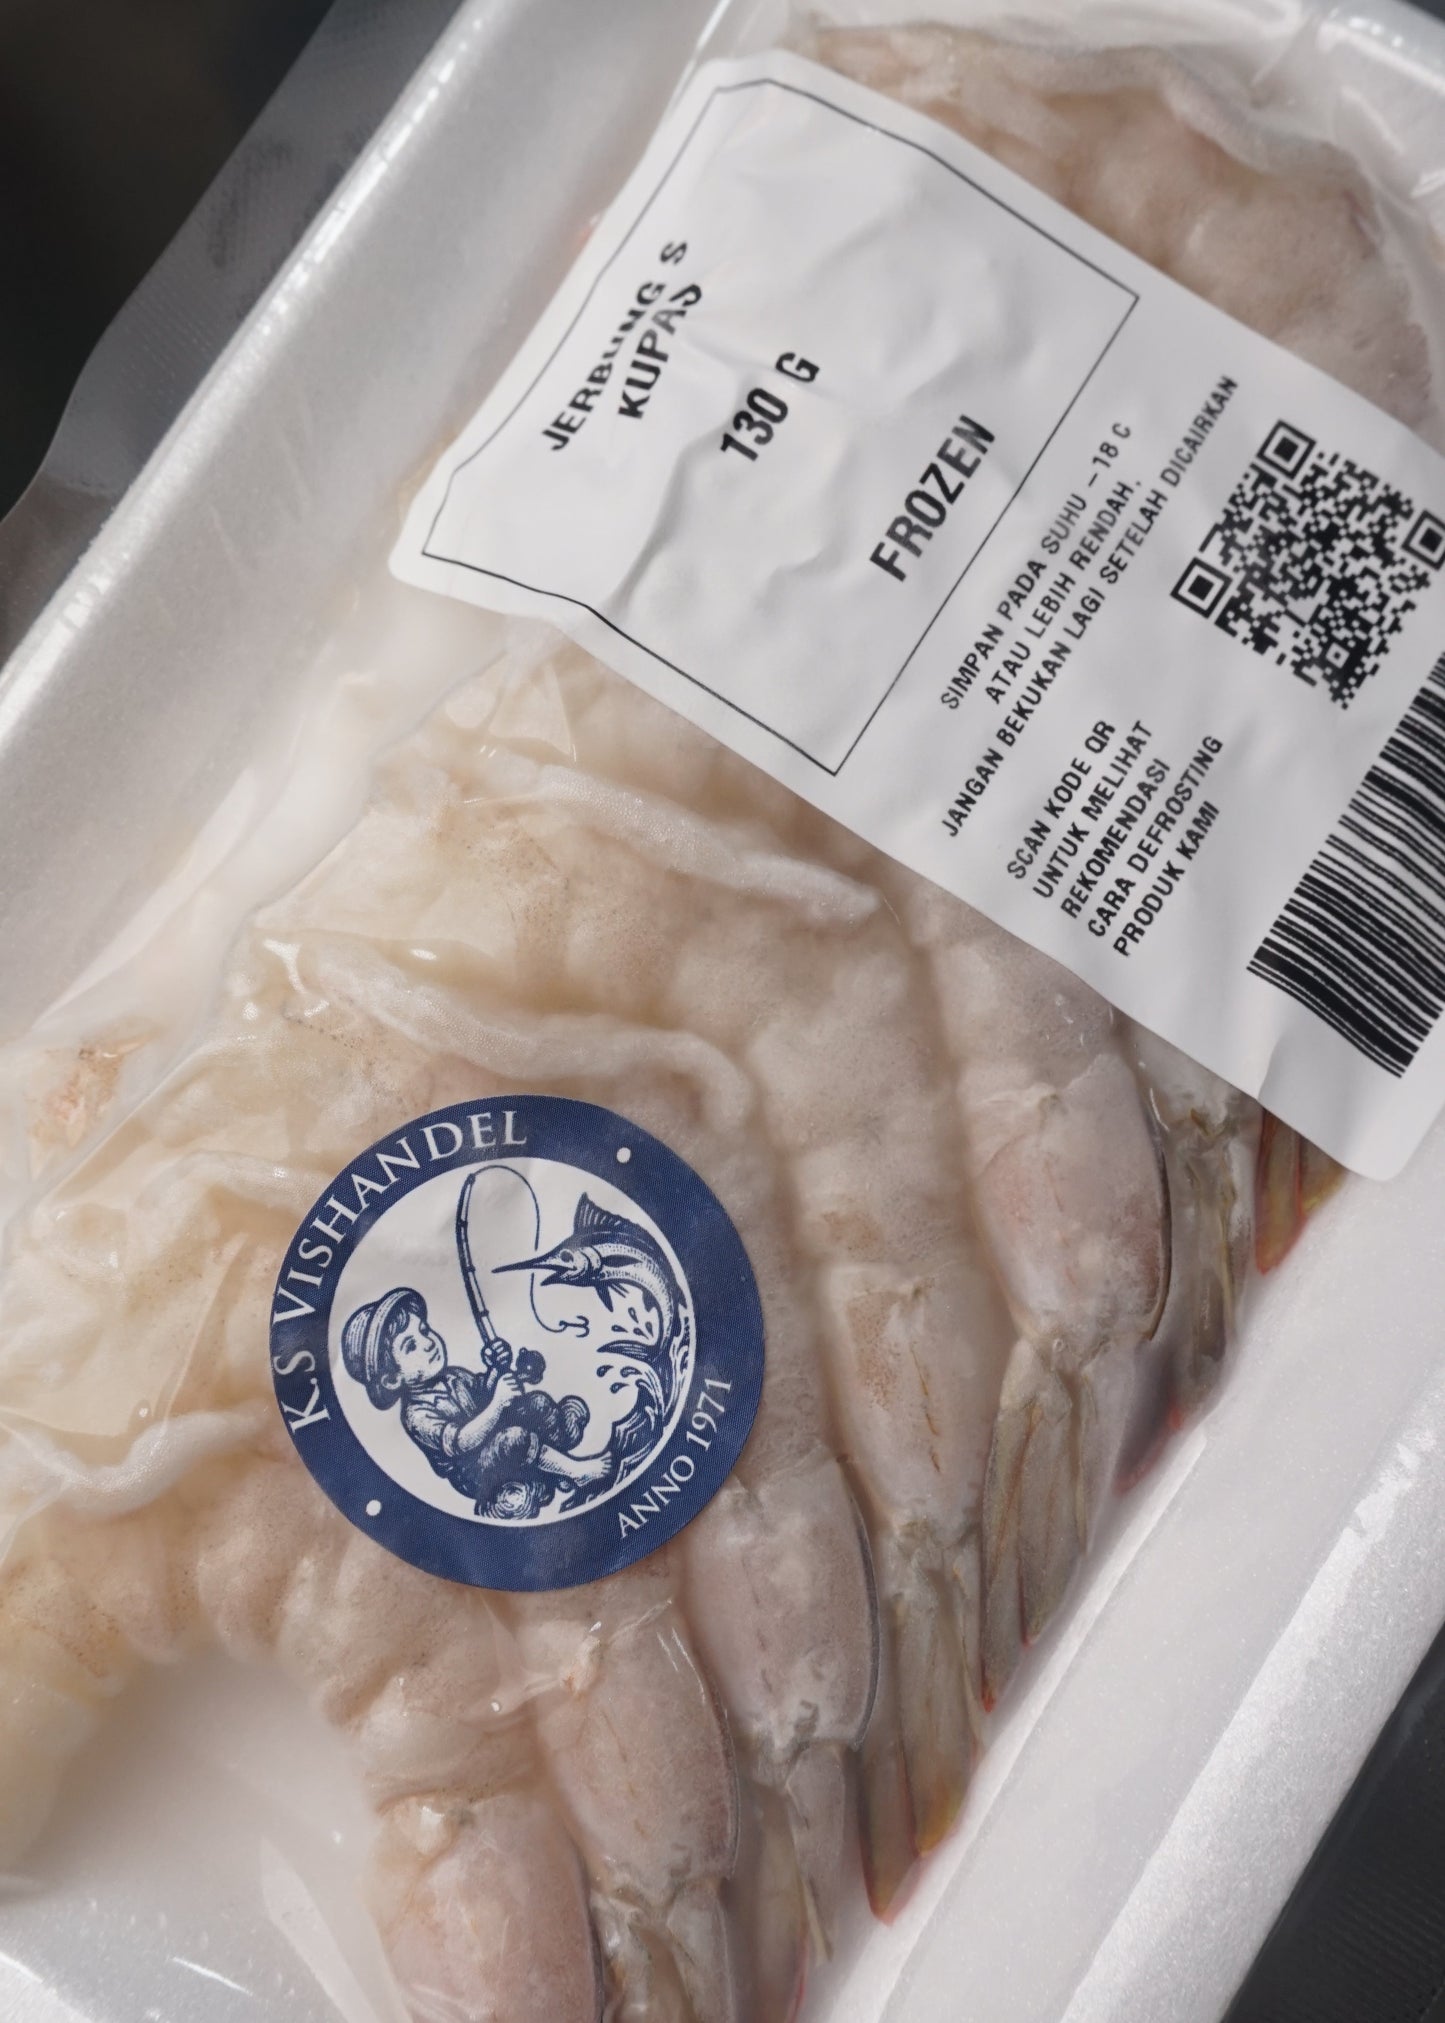 JERBUNG S
KUPAS
130 G
FROZEN
SIMPAN PADA SUHU -18 C
ATAU LEBIH RENDAH,
JANGAN BEKUKAN LAGI SETELAH DICAIRKAN
SCAN KODE QR
UNTUK MELIHAT
REKOMENDASI
CARA DEFROSTING
PRODUK KAMI
K.S VISHANDEL
ANNO 1971